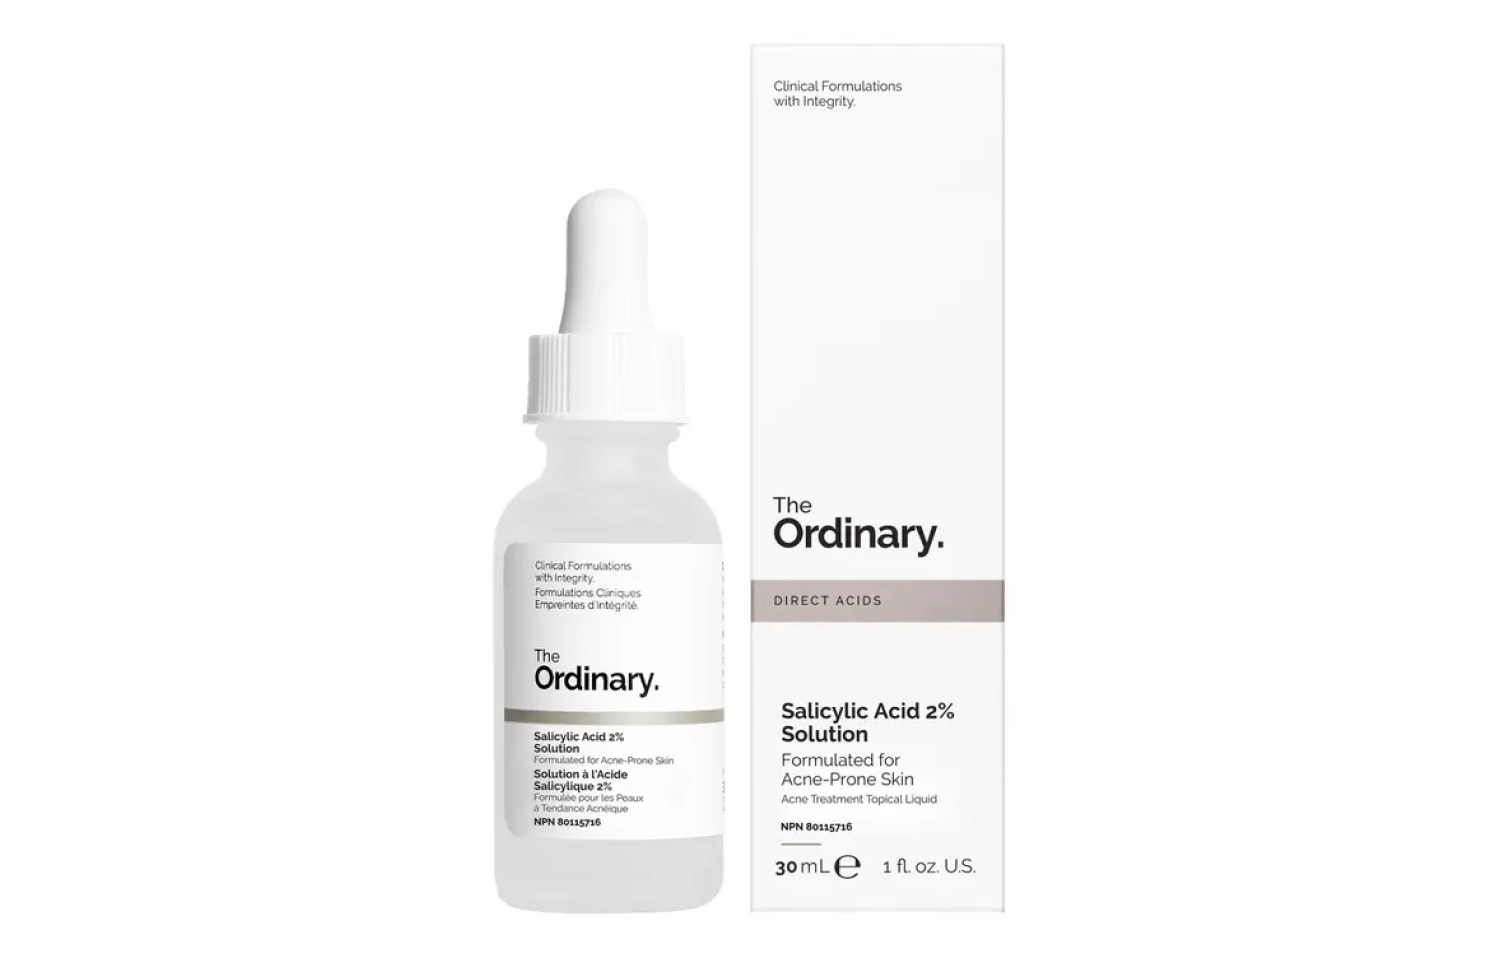 Clinical Formulations
with Integrity.
Formulations Cliniques
Empreintes d'Intégrité.
The
Ordinary.
Salicylic Acid 2%
Solution
Formulated for Acne-Prone Skin
Solution à l'Acide
Salicylique 2%
Formulée pour les Peaux
à Tendance Acnéique
NPN 80115716
Clinical Formulations
with Integrity.
The
Ordinary.
DIRECT ACIDS
Salicylic Acid 2%
Solution
Formulated for
Acne-Prone Skin
Acne Treatment Topical Liquid
NPN 80115716
30 mL ℮ 1 fl. oz. U.S.